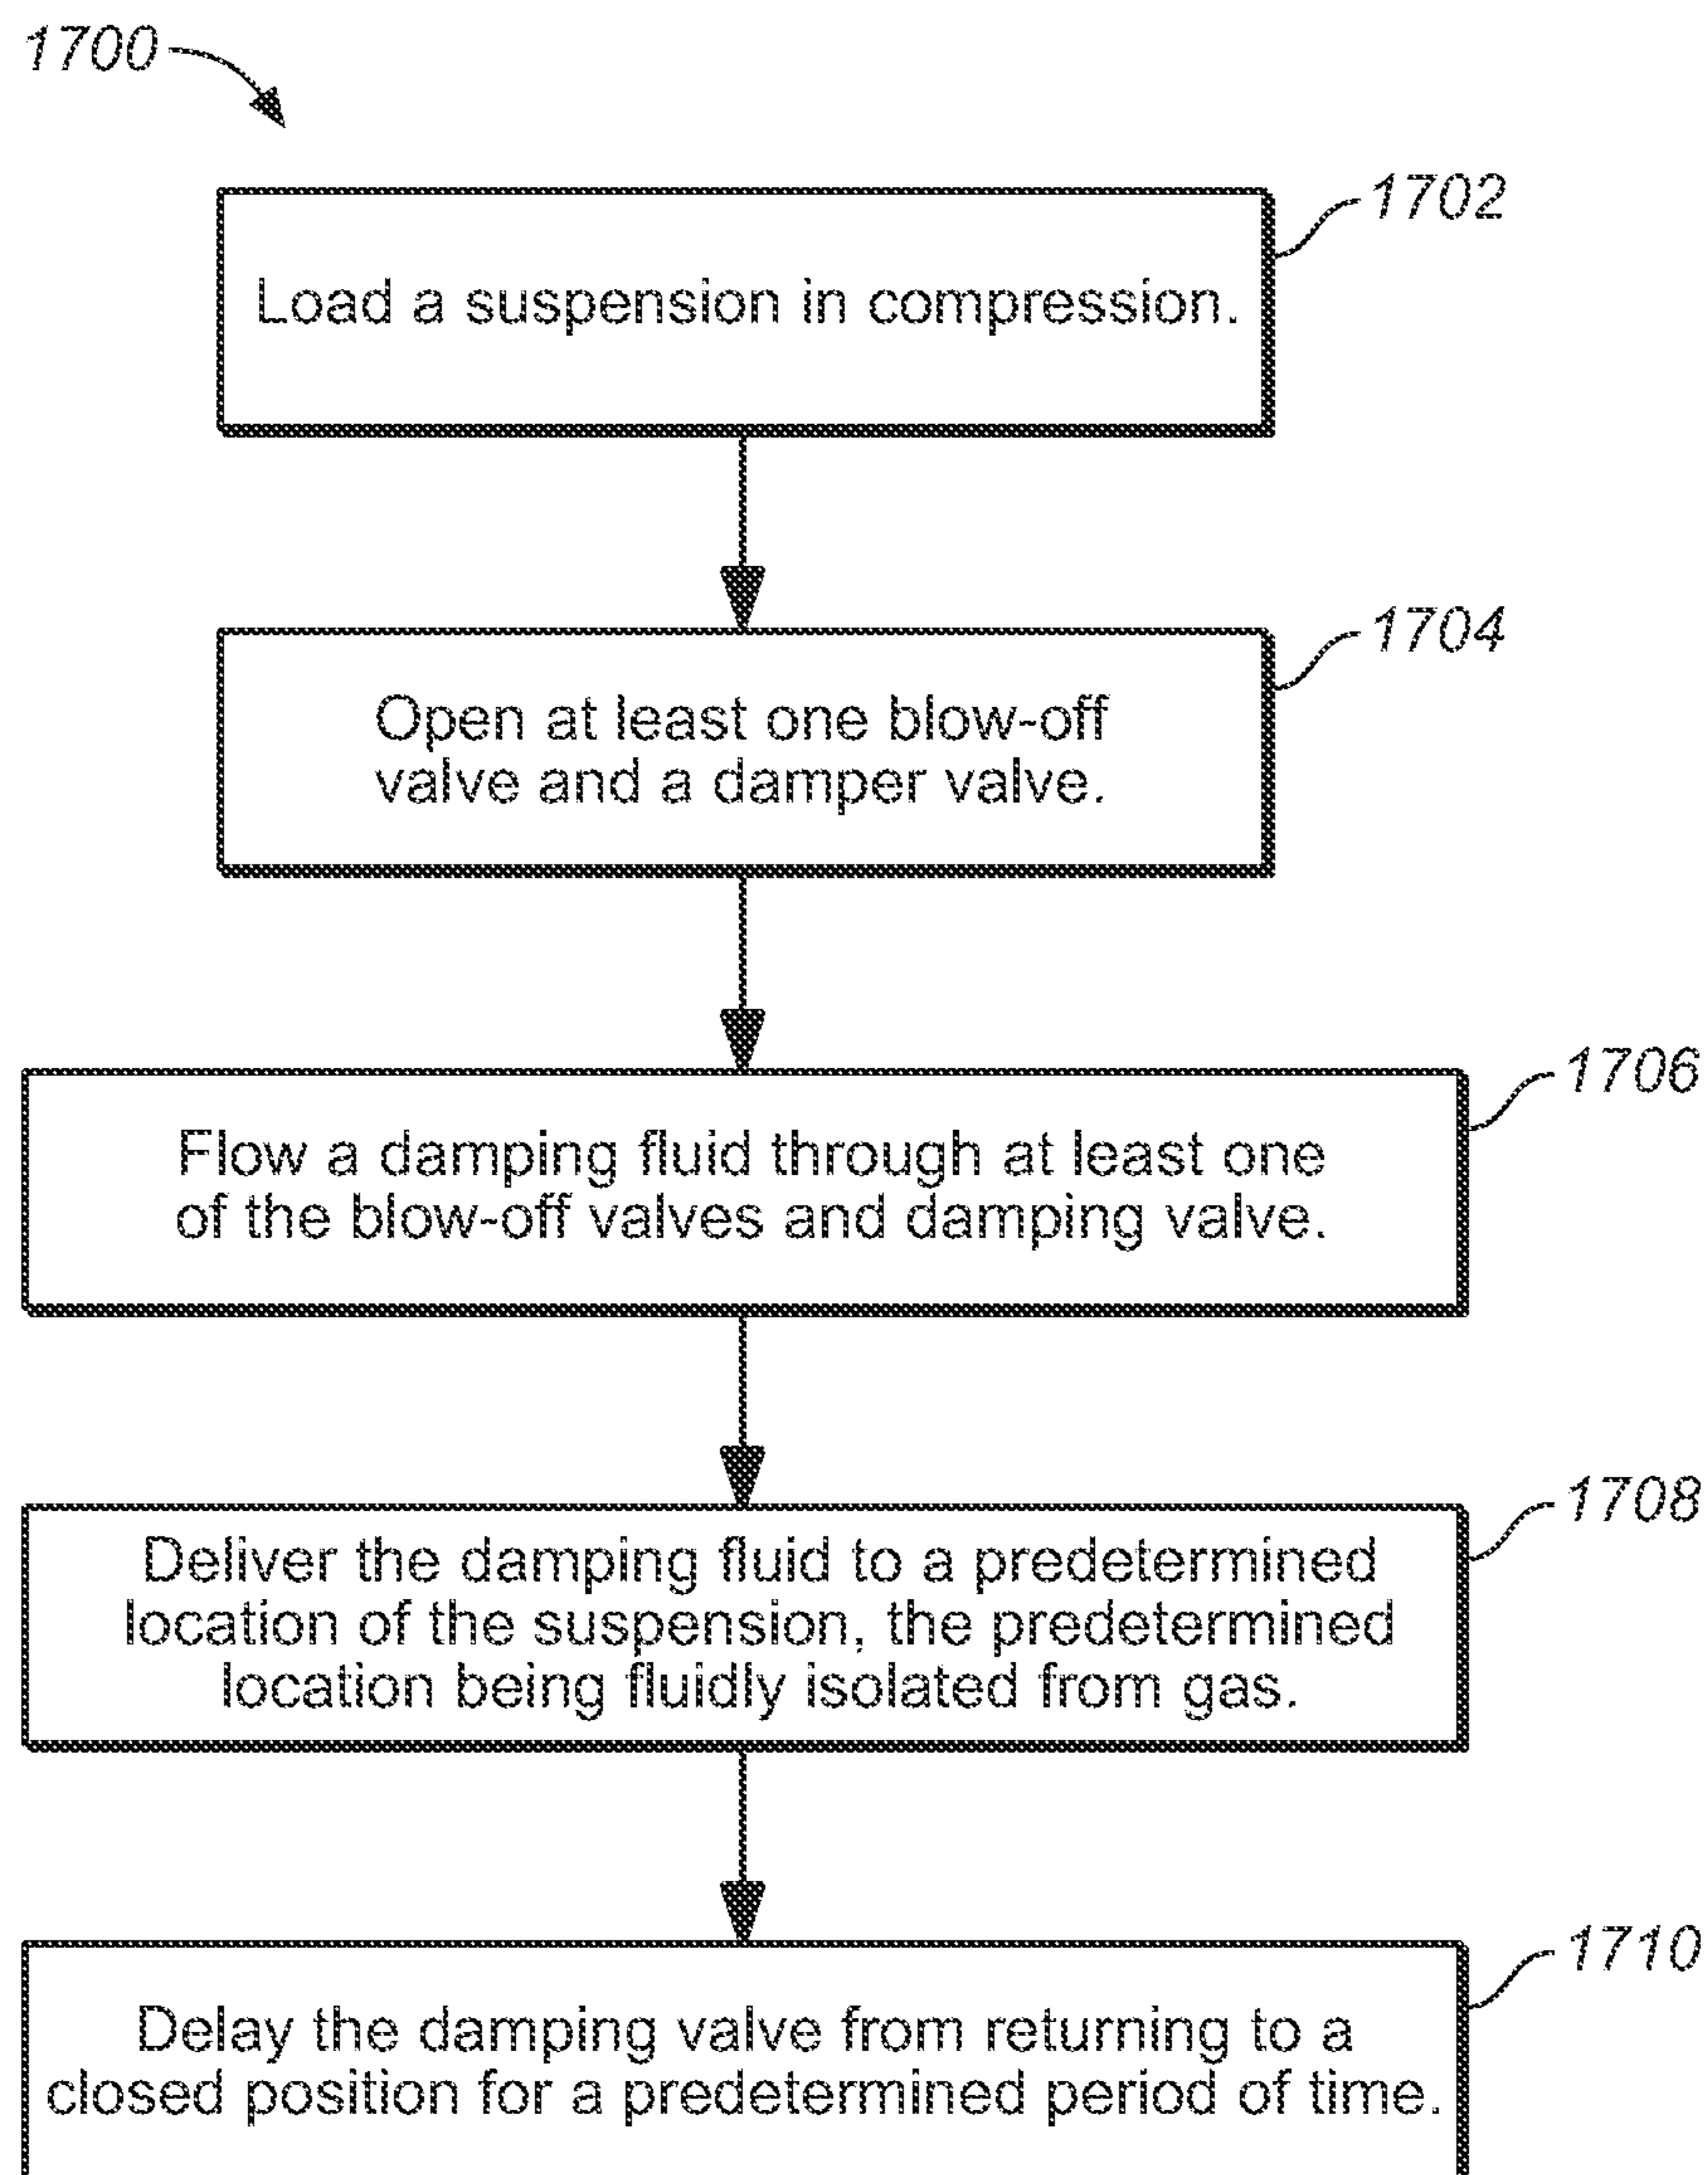 1700
1702
Load a suspension in compression.
1704
Open at least one blow-off
valve and a damper valve.
1706
Flow a damping fluid through at least one
of the blow-off valves and damping valve.
1708
Deliver the damping fluid to a predetermined
location of the suspension, the predetermined
location being fluidly isolated from gas.
1710
Delay the damping valve from returning to a
closed position for a predetermined period of time.